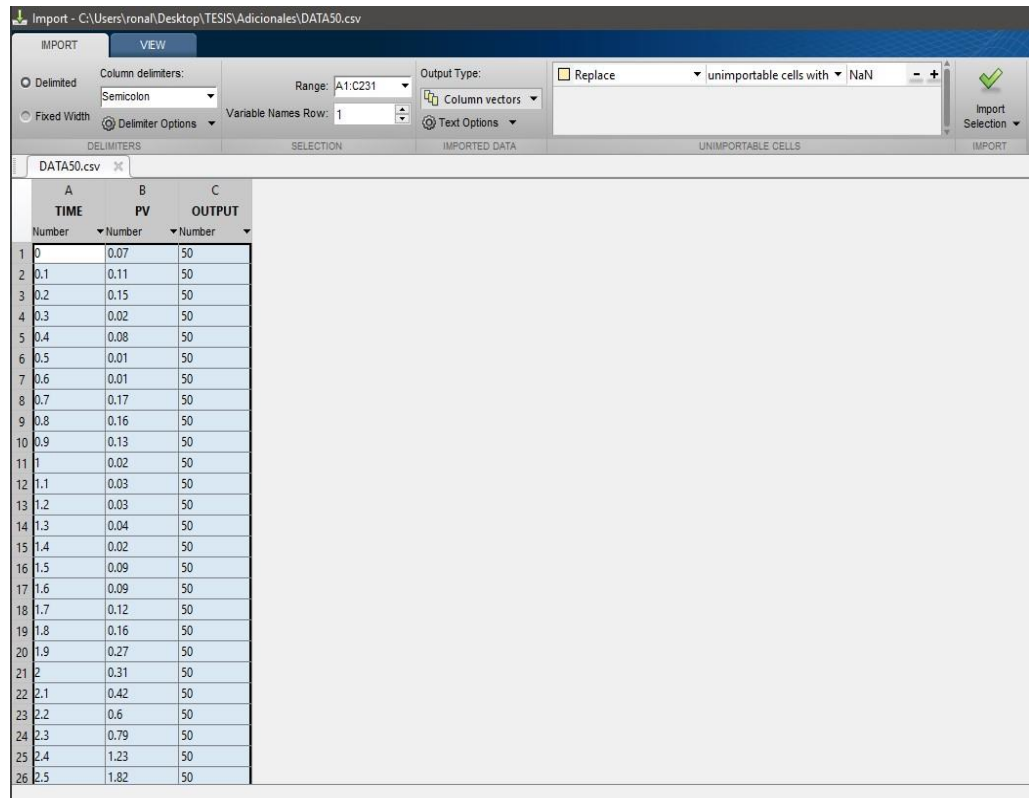 Import - C:\Users\ronal\Desktop\TESIS\Adicionales\DATA50.csv
IMPORT VIEW
Delimited
Fixed Width
Column delimiters:
Semicolon
Delimiter Options
DELIMITERS
Range: A1:C231
Variable Names Row: 1
SELECTION
Output Type:
Column vectors
Text Options
IMPORTED DATA
Replace unimportable cells with NaN - +
UNIMPORTABLE CELLS
Import
Selection
IMPORT
DATA50.csv
A B C
TIME PV OUTPUT
Number Number Number
1 0 0.07 50
2 0.1 0.11 50
3 0.2 0.15 50
4 0.3 0.02 50
5 0.4 0.08 50
6 0.5 0.01 50
7 0.6 0.01 50
8 0.7 0.17 50
9 0.8 0.16 50
10 0.9 0.13 50
11 1 0.02 50
12 1.1 0.03 50
13 1.2 0.03 50
14 1.3 0.04 50
15 1.4 0.02 50
16 1.5 0.09 50
17 1.6 0.09 50
18 1.7 0.12 50
19 1.8 0.16 50
20 1.9 0.27 50
21 2 0.31 50
22 2.1 0.42 50
23 2.2 0.6 50
24 2.3 0.79 50
25 2.4 1.23 50
26 2.5 1.82 50